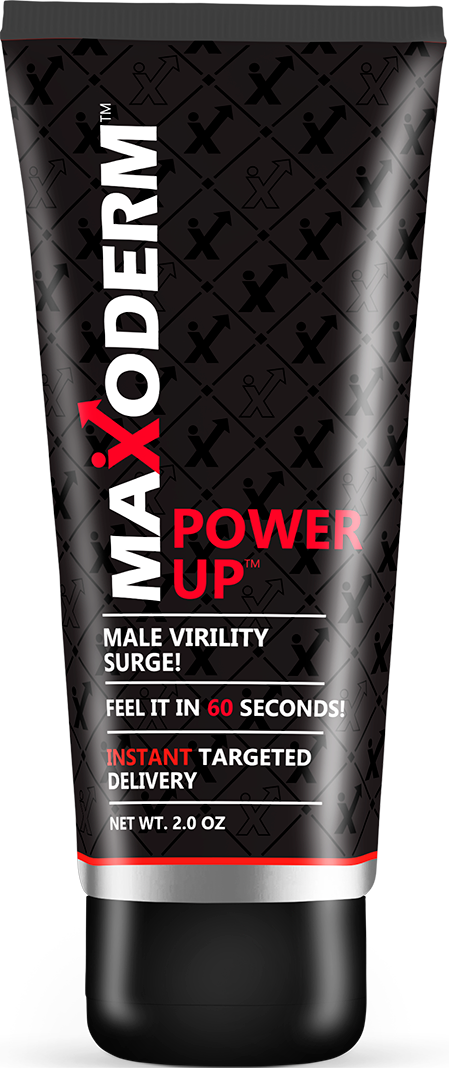 MAXODERM™
POWER
UP™
MALE VIRILITY
SURGE!
FEEL IT IN 60 SECONDS!
INSTANT TARGETED
DELIVERY
NET WT. 2.0 OZ